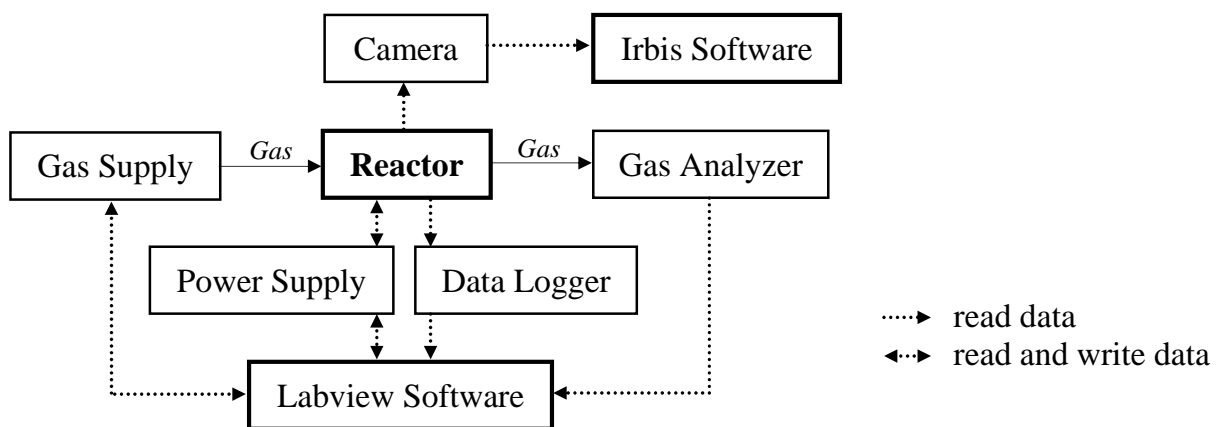 Camera
Irbis Software
Gas Supply
Gas
Reactor
Gas
Gas Analyzer
Power Supply
Data Logger
read data
read and write data
Labview Software